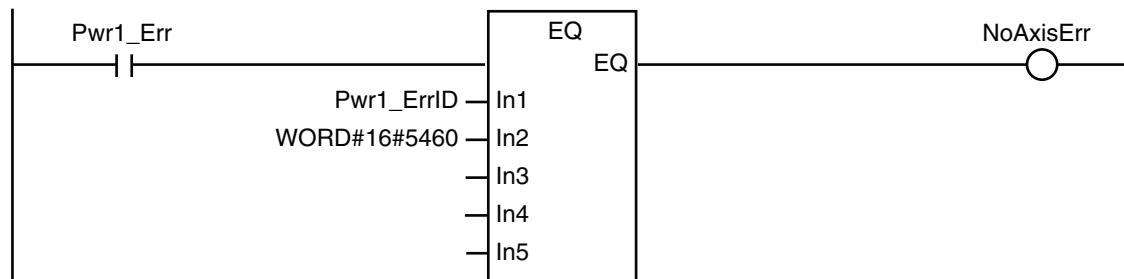 Pwr1_Err
EQ
NoAxisErr
EQ
Pwr1_ErrID
In1
WORD#16#5460
In2
In3
In4
In5